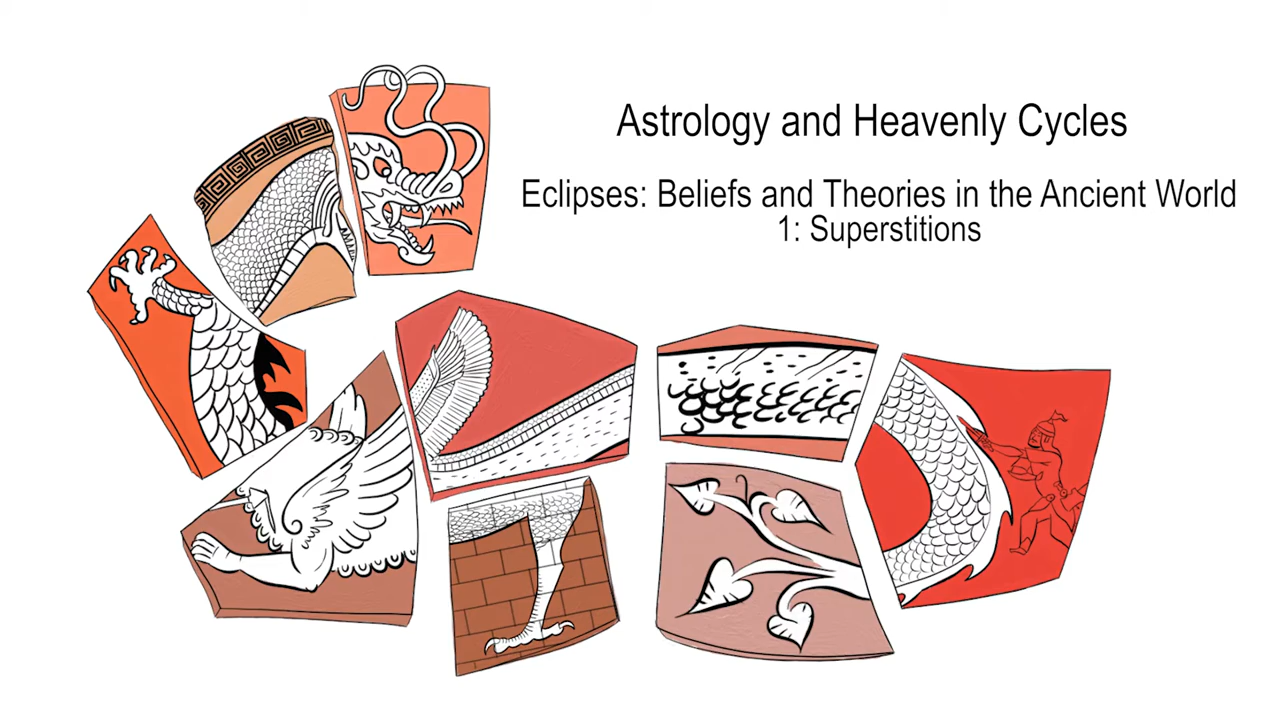 Astrology and Heavenly Cycles
Eclipses: Beliefs and Theories in the Ancient World
1: Superstitions